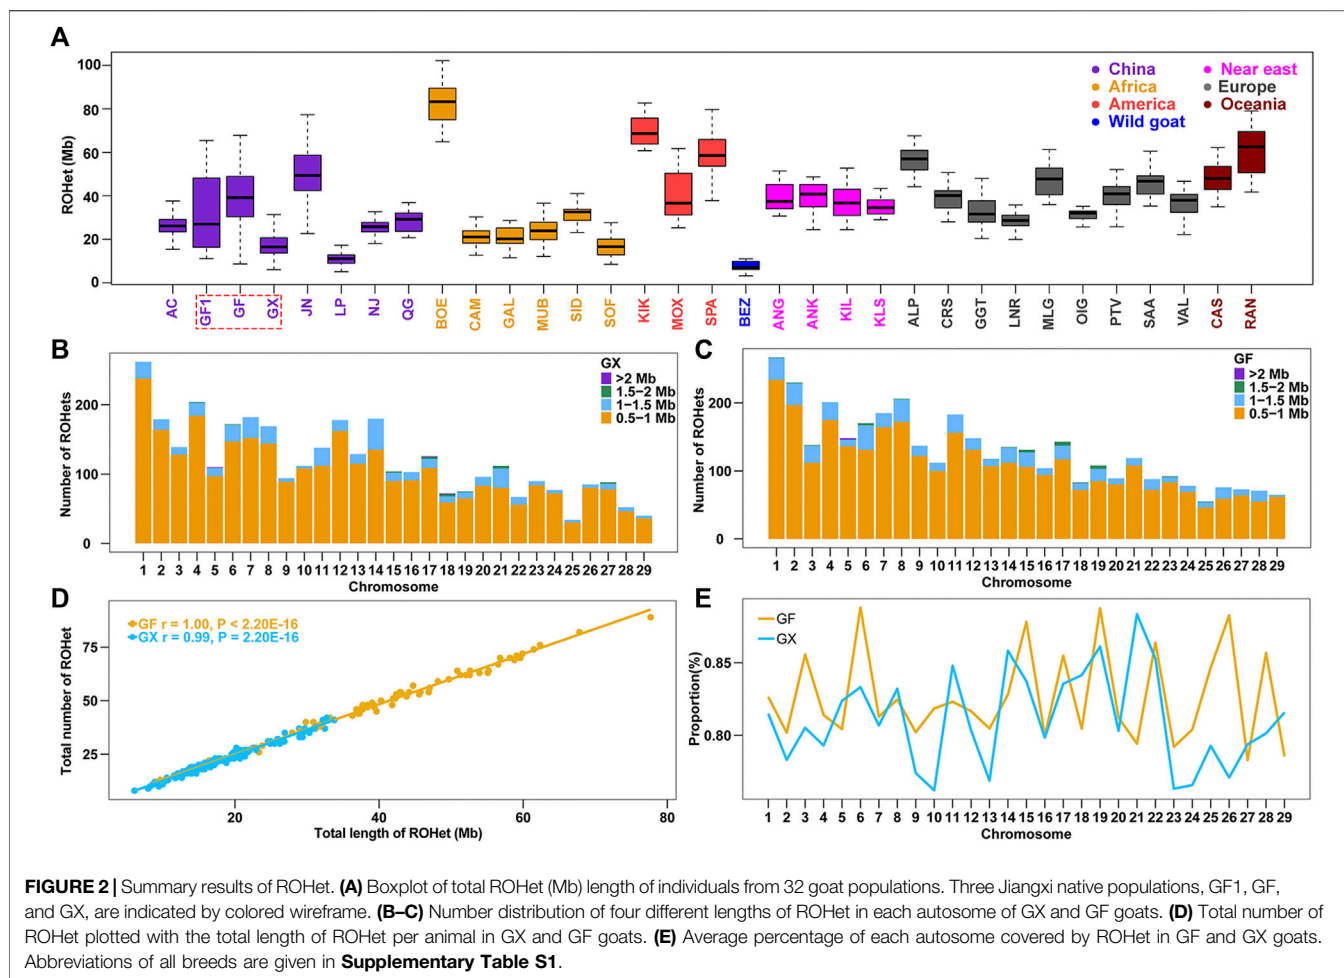 A
ROHet (Mb)
100
80
60
40
20
0
China
Africa
America
Wild goat
Near east
Europe
Oceania
AC
GF1
GF
GX
JN
LP
NJ
QG
BOE
CAM
GAL
MUB
SID
SOF
KIK
MOX
SPA
BEZ
ANG
ANK
KIL
KLS
ALP
CRS
GGT
LNR
MLG
OIG
PTV
SAA
VAL
CAS
RAN
B
Number of ROHets
200
100
0
GX
>2 Mb
1.5−2 Mb
1−1.5 Mb
0.5−1 Mb
1 2 3 4 5 6 7 8 9 10 11 12 13 14 15 16 17 18 19 20 21 22 23 24 25 26 27 28 29
Chromosome
C
Number of ROHets
200
100
0
GF
>2 Mb
1.5−2 Mb
1−1.5 Mb
0.5−1 Mb
1 2 3 4 5 6 7 8 9 10 11 12 13 14 15 16 17 18 19 20 21 22 23 24 25 26 27 28 29
Chromosome
D
Total number of ROHet
75
50
25
GF r = 1.00, P < 2.20E-16
GX r = 0.99, P = 2.20E-16
20 40 60 80
Total length of ROHet (Mb)
E
Proportion(%)
0.85
0.80
GF
GX
1 2 3 4 5 6 7 8 9 10 11 12 13 14 15 16 17 18 19 20 21 22 23 24 25 26 27 28 29
Chromosome
FIGURE 2 | Summary results of ROHet. (A) Boxplot of total ROHet (Mb) length of individuals from 32 goat populations. Three Jiangxi native populations, GF1, GF,
and GX, are indicated by colored wireframe. (B–C) Number distribution of four different lengths of ROHet in each autosome of GX and GF goats. (D) Total number of
ROHet plotted with the total length of ROHet per animal in GX and GF goats. (E) Average percentage of each autosome covered by ROHet in GF and GX goats.
Abbreviations of all breeds are given in Supplementary Table S1.